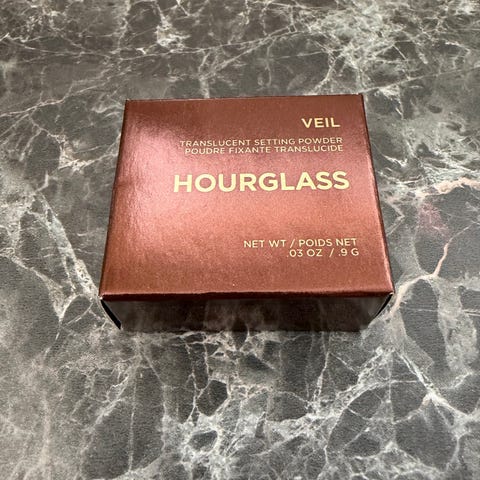 VEIL
TRANSLUCENT SETTING POWDER
POUDRE FIXANTE TRANSLUCIDE
HOURGLASS
NET WT / POIDS NET
.03 OZ / .9 G